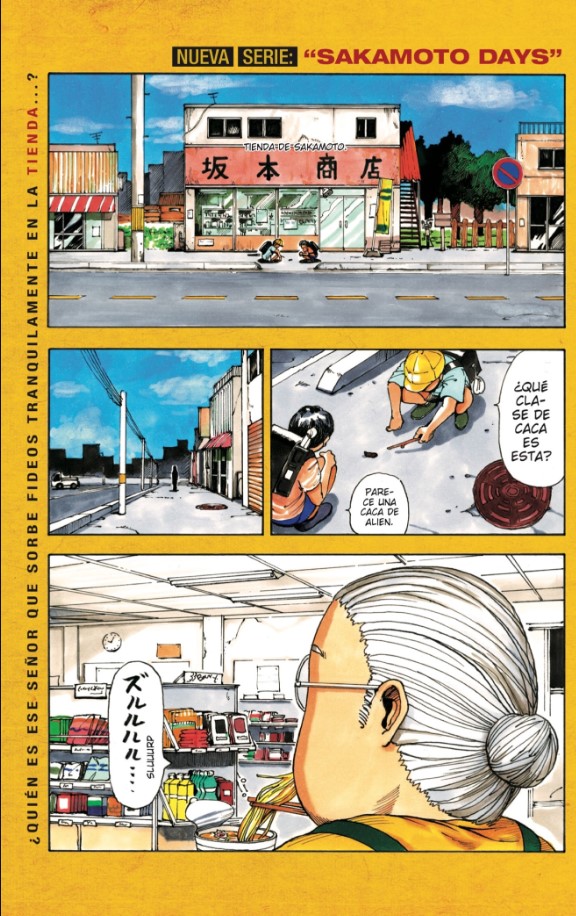 NUEVA SERIE: “SAKAMOTO DAYS”
¿QUIÉN ES ESE SEÑOR QUE SORBE FIDEOS TRANQUILAMENTE EN LA TIENDA...?
TIENDA DE SAKAMOTO.
坂本商店
¿QUÉ
CLA-
SE DE
CACA
ES
ESTA?
PARE-
CE UNA
CACA DE
ALIEN.
ズルルルル....
SLUUURP